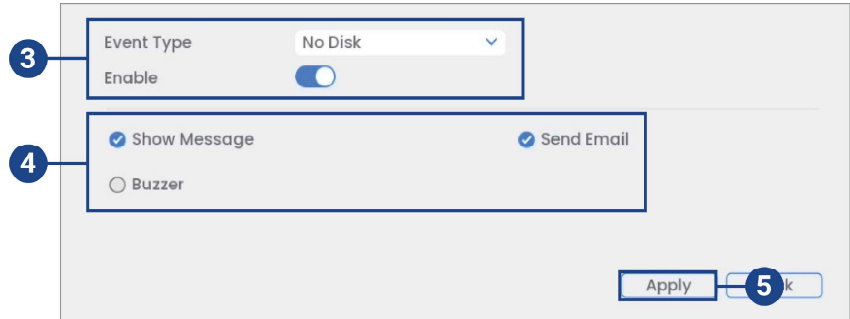 3
Event Type No Disk
Enable
4
Show Message Send Email
Buzzer
Apply 5 k